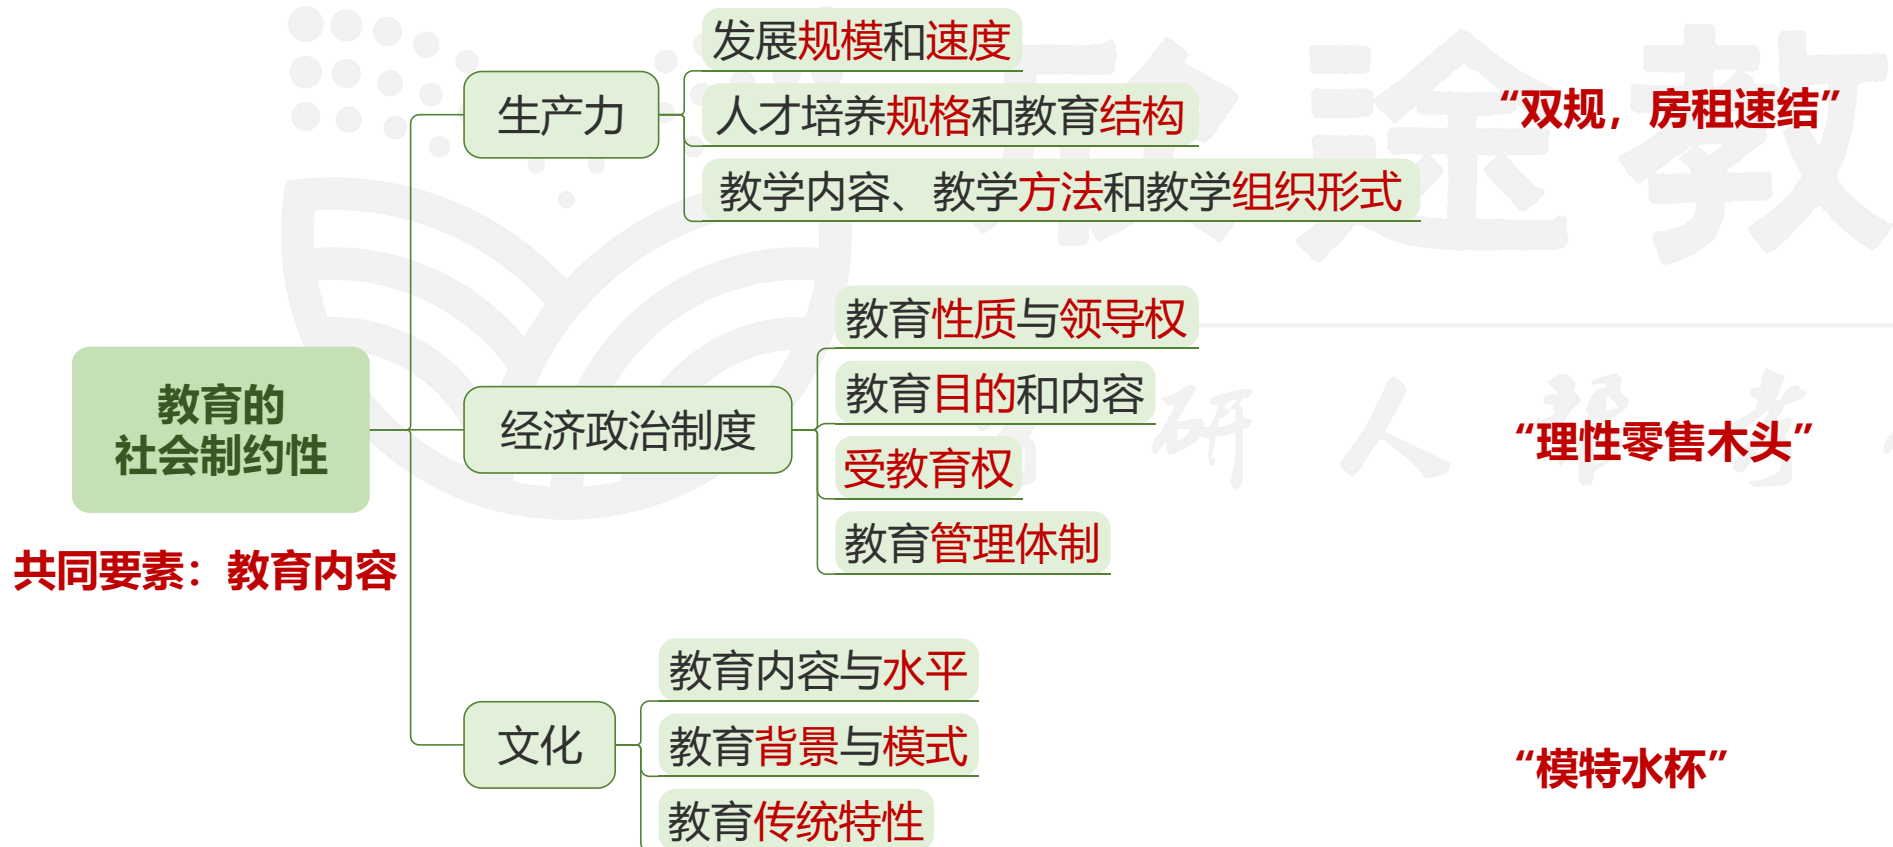 发展规模和速度
生产力
人才培养规格和教育结构
“双规，房租速结”
教学内容、教学方法和教学组织形式
教育性质与领导权
教育的
社会制约性
经济政治制度
教育目的和内容
受教育权
“理性零售木头”
教育管理体制
共同要素：教育内容
教育内容与水平
文化
教育背景与模式
“模特水杯”
教育传统特性
途教
研人帮考